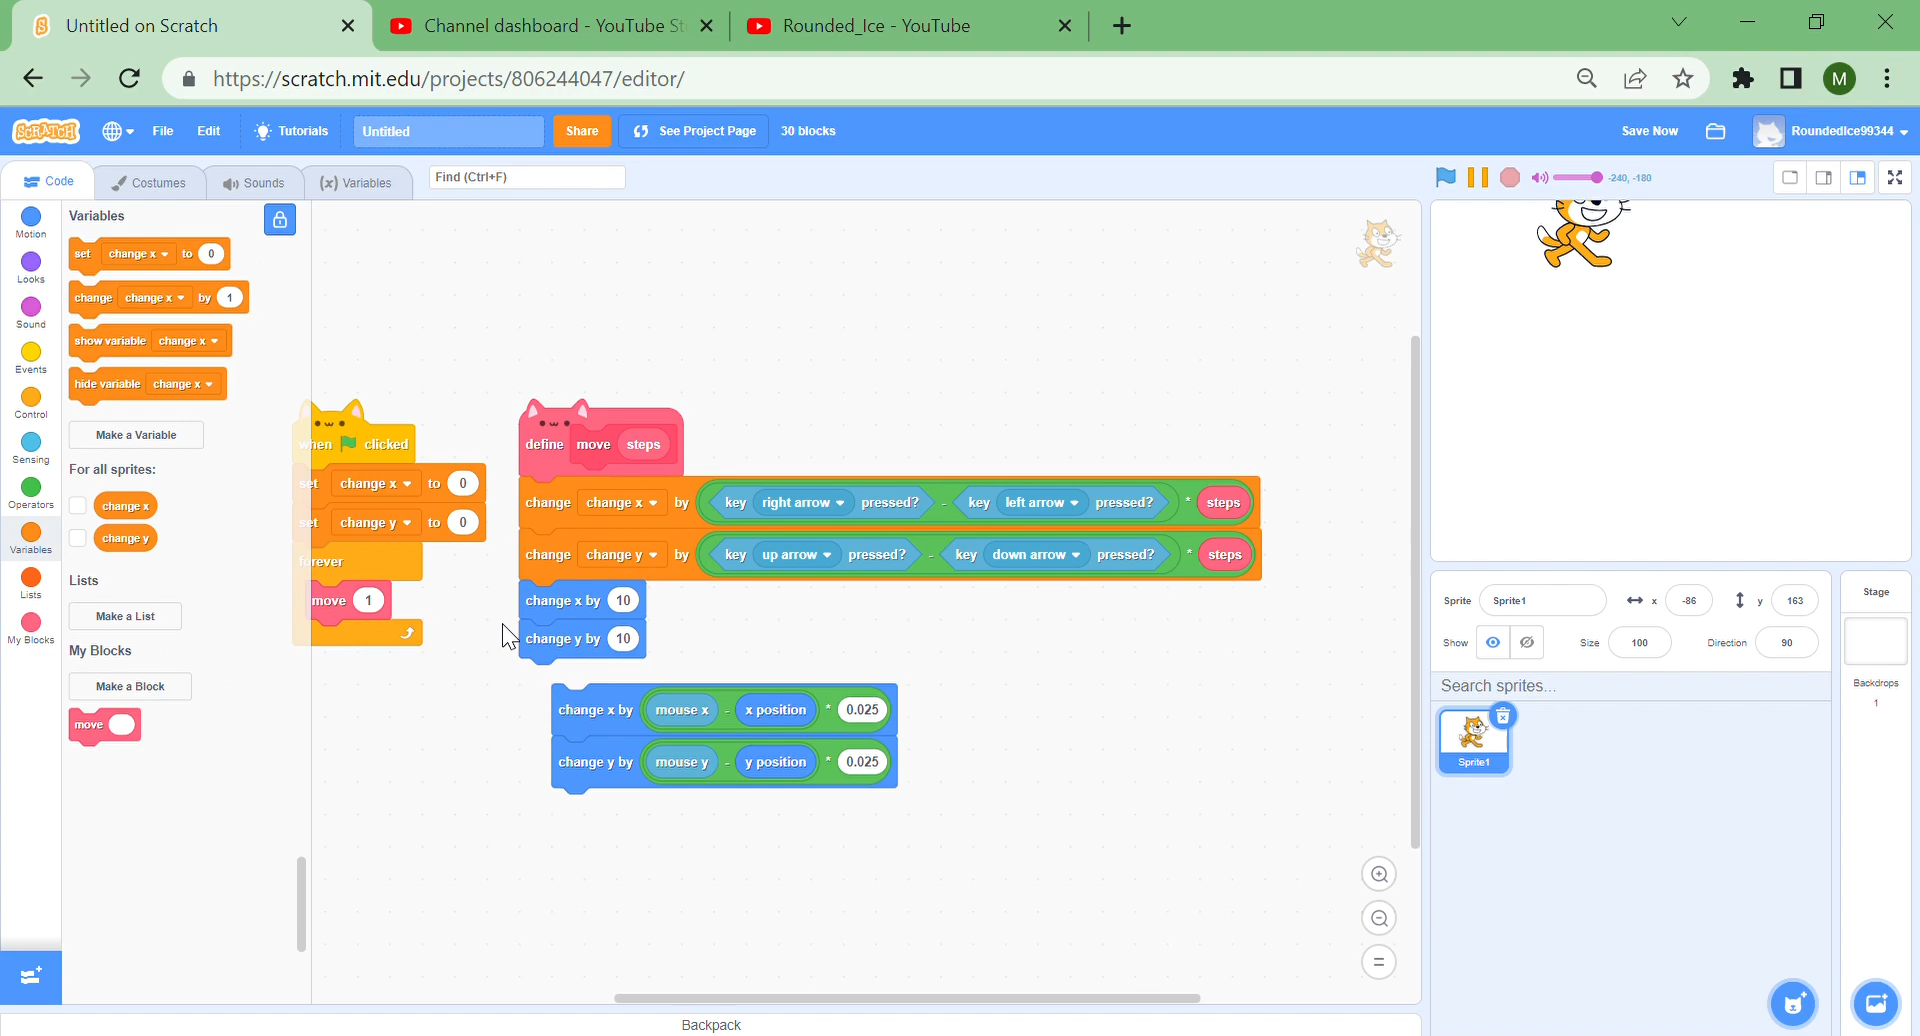 Untitled on Scratch
Channel dashboard - YouTube St
Rounded_Ice - YouTube
https://scratch.mit.edu/projects/806244047/editor/
M
SCRATCH
File
Edit
Tutorials
Untitled
Share
See Project Page
30 blocks
Save Now
RoundedIce99344
Code
Costumes
Sounds
(x) Variables
Find (Ctrl+F)
-240, -180
Motion
Looks
Sound
Events
Control
Sensing
Operators
Variables
Lists
My Blocks
Variables
set change x to 0
change change x by 1
show variable change x
hide variable change x
Make a Variable
For all sprites:
change x
change y
Lists
Make a List
My Blocks
Make a Block
move
when clicked
set change x to 0
set change y to 0
forever
move 1
define move steps
change change x by key right arrow pressed? - key left arrow pressed? * steps
change change y by key up arrow pressed? - key down arrow pressed? * steps
change x by 10
change y by 10
change x by mouse x - x position * 0.025
change y by mouse y - y position * 0.025
Backpack
Sprite Sprite1 x -86 y 163
Show Size 100 Direction 90
Search sprites...
Sprite1
Stage
Backdrops
1